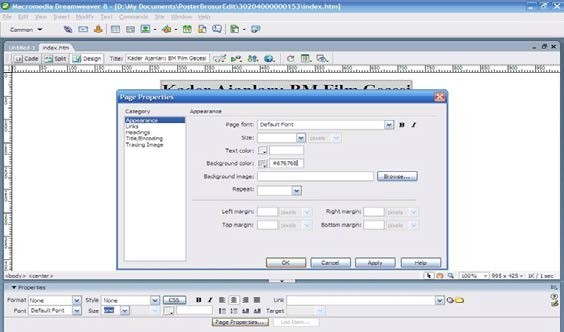 Macromedia Dreamweaver 8 - [D:\My Documents\PosterBrosurEdit\30204000000153\index.htm]
File Edit View Insert Modify Text Commands Site Window Help
Common
Untitled-1 index.htm
Code Split Design Title: Kader Ajanları: BM Film Gecesi
Kader Ajanları: BM Film Gecesi
Page Properties
Category Appearance
Appearance
Links
Headings
Title/Encoding
Tracing Image
Page font: Default Font B I
Size: pixels
Text color:
Background color: #676767
Background image: Browse...
Repeat:
Left margin: pixels Right margin: pixels
Top margin: pixels Bottom margin: pixels
OK Cancel Apply Help
<body> <center> 100% 995 x 425 1K / 1 sec
Properties
Format None Style None CSS B I Link
Font Default Font Size Target
Page Properties... List Item...